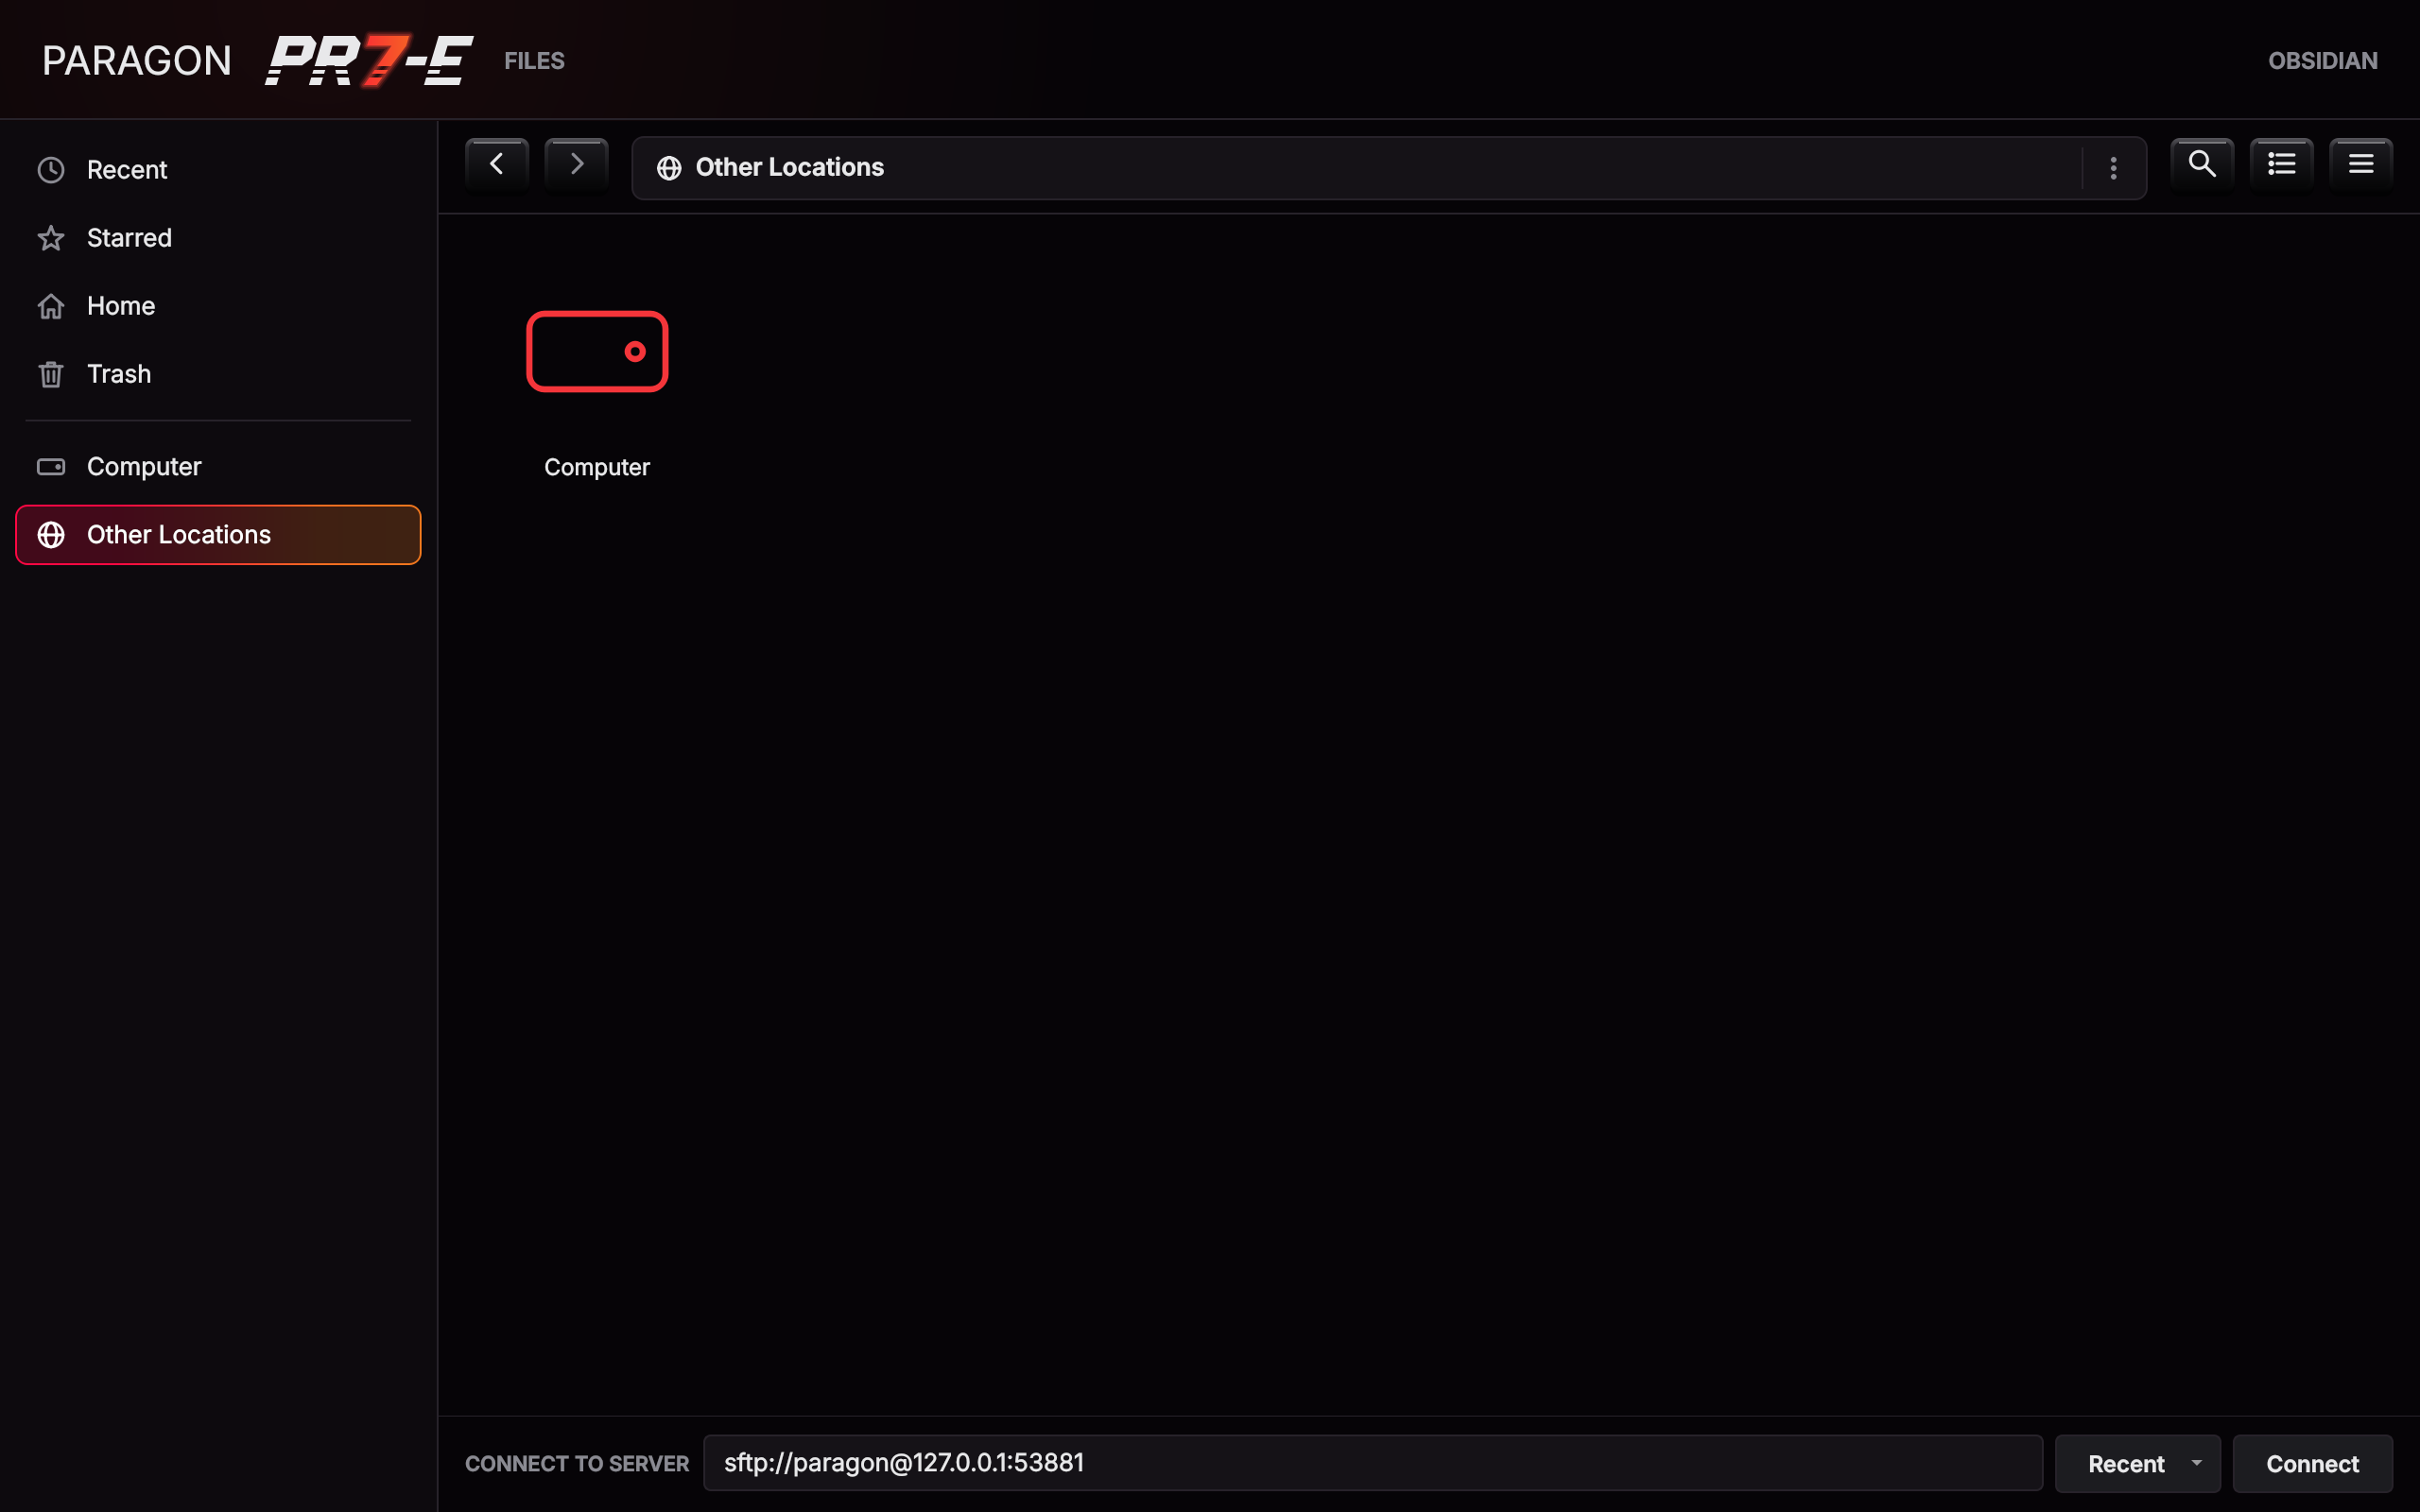 PARAGON PR7-E FILES OBSIDIAN
Recent
Starred
Home
Trash
Computer
Other Locations
Other Locations
Computer
CONNECT TO SERVER sftp://paragon@127.0.0.1:53881 Recent Connect